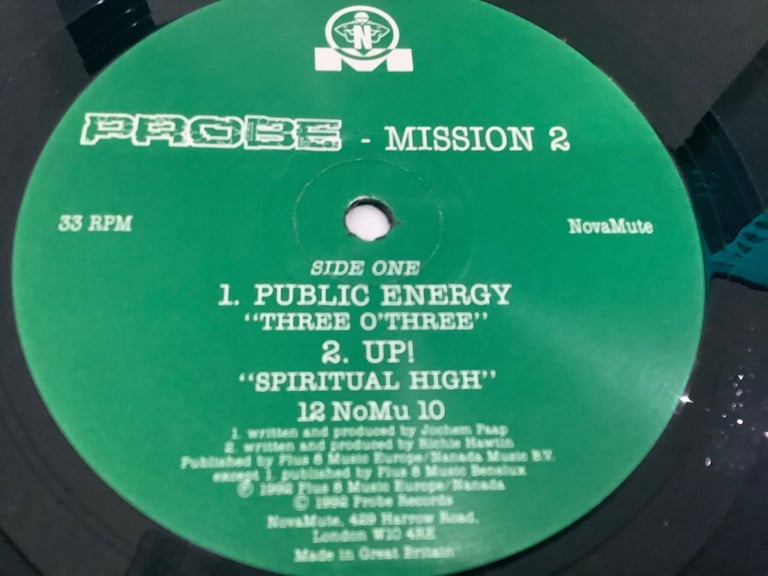 N
PROBE - MISSION 2
33 RPM
NovaMute
SIDE ONE
1. PUBLIC ENERGY
"THREE O'THREE"
2. UP!
"SPIRITUAL HIGH"
12 NoMu 10
1. written and produced by Jochem Paap
2. written and produced by Richie Hawtin
Published by Plus 8 Music Europe/Nanada Music B.V.
except 1. published by Plus 8 Music Benelux
℗ 1992 Plus 8 Music Europe/Nanada
© 1992 Probe Records
NovaMute, 429 Harrow Road,
London W10 4RE
Made in Great Britain